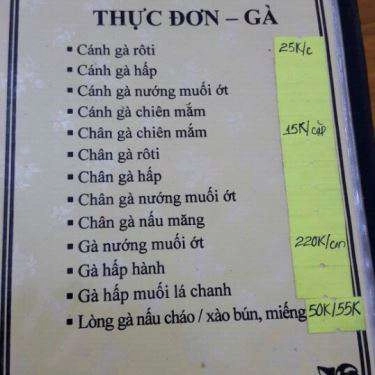 THỰC ĐƠN – GÀ
▪ Cánh gà rôti 25K/c
▪ Cánh gà hấp
▪ Cánh gà nướng muối ớt
▪ Cánh gà chiên mắm
▪ Chân gà chiên mắm 15K/cặp
▪ Chân gà rôti
▪ Chân gà hấp
▪ Chân gà nướng muối ớt
▪ Chân gà nấu măng
▪ Gà nướng muối ớt 220K/con
▪ Gà hấp hành
▪ Gà hấp muối lá chanh
▪ Lòng gà nấu cháo / xào bún, miếng 50K/55K